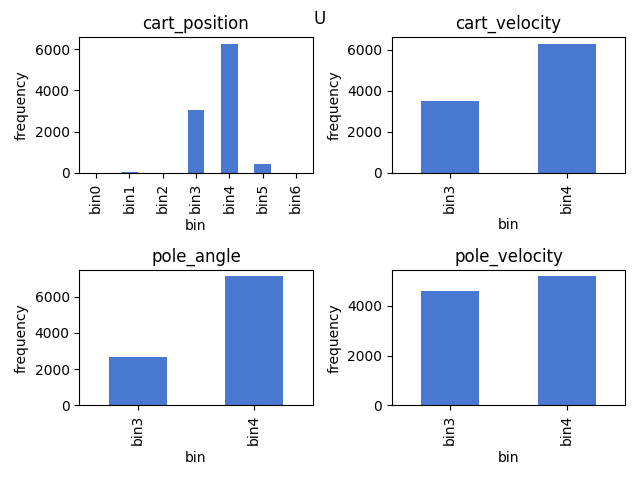 U
cart_position
frequency
6000
4000
2000
0
bin0
bin1
bin2
bin3
bin4
bin5
bin6
bin
cart_velocity
frequency
6000
4000
2000
0
bin3
bin4
bin
pole_angle
frequency
6000
4000
2000
0
bin3
bin4
bin
pole_velocity
frequency
4000
2000
0
bin3
bin4
bin